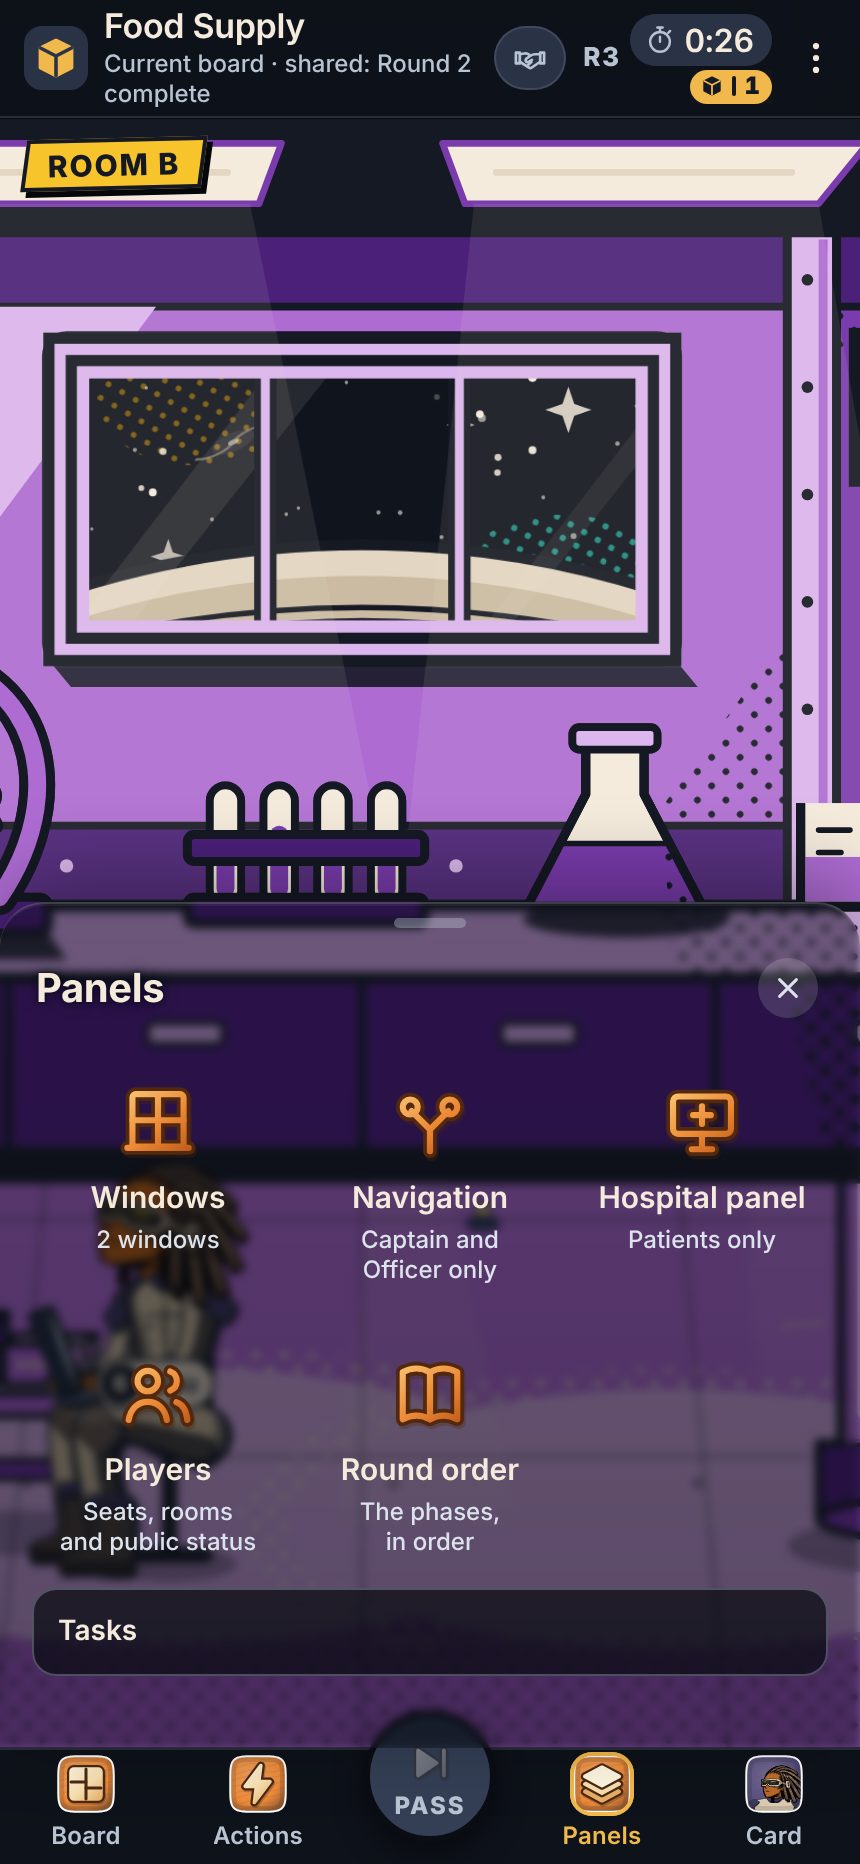 Food Supply
Current board · shared: Round 2
complete
R3
0:26
1
ROOM B
Panels
Windows
2 windows
Navigation
Captain and
Officer only
Hospital panel
Patients only
Players
Seats, rooms
and public status
Round order
The phases,
in order
Tasks
Board
Actions
PASS
Panels
Card